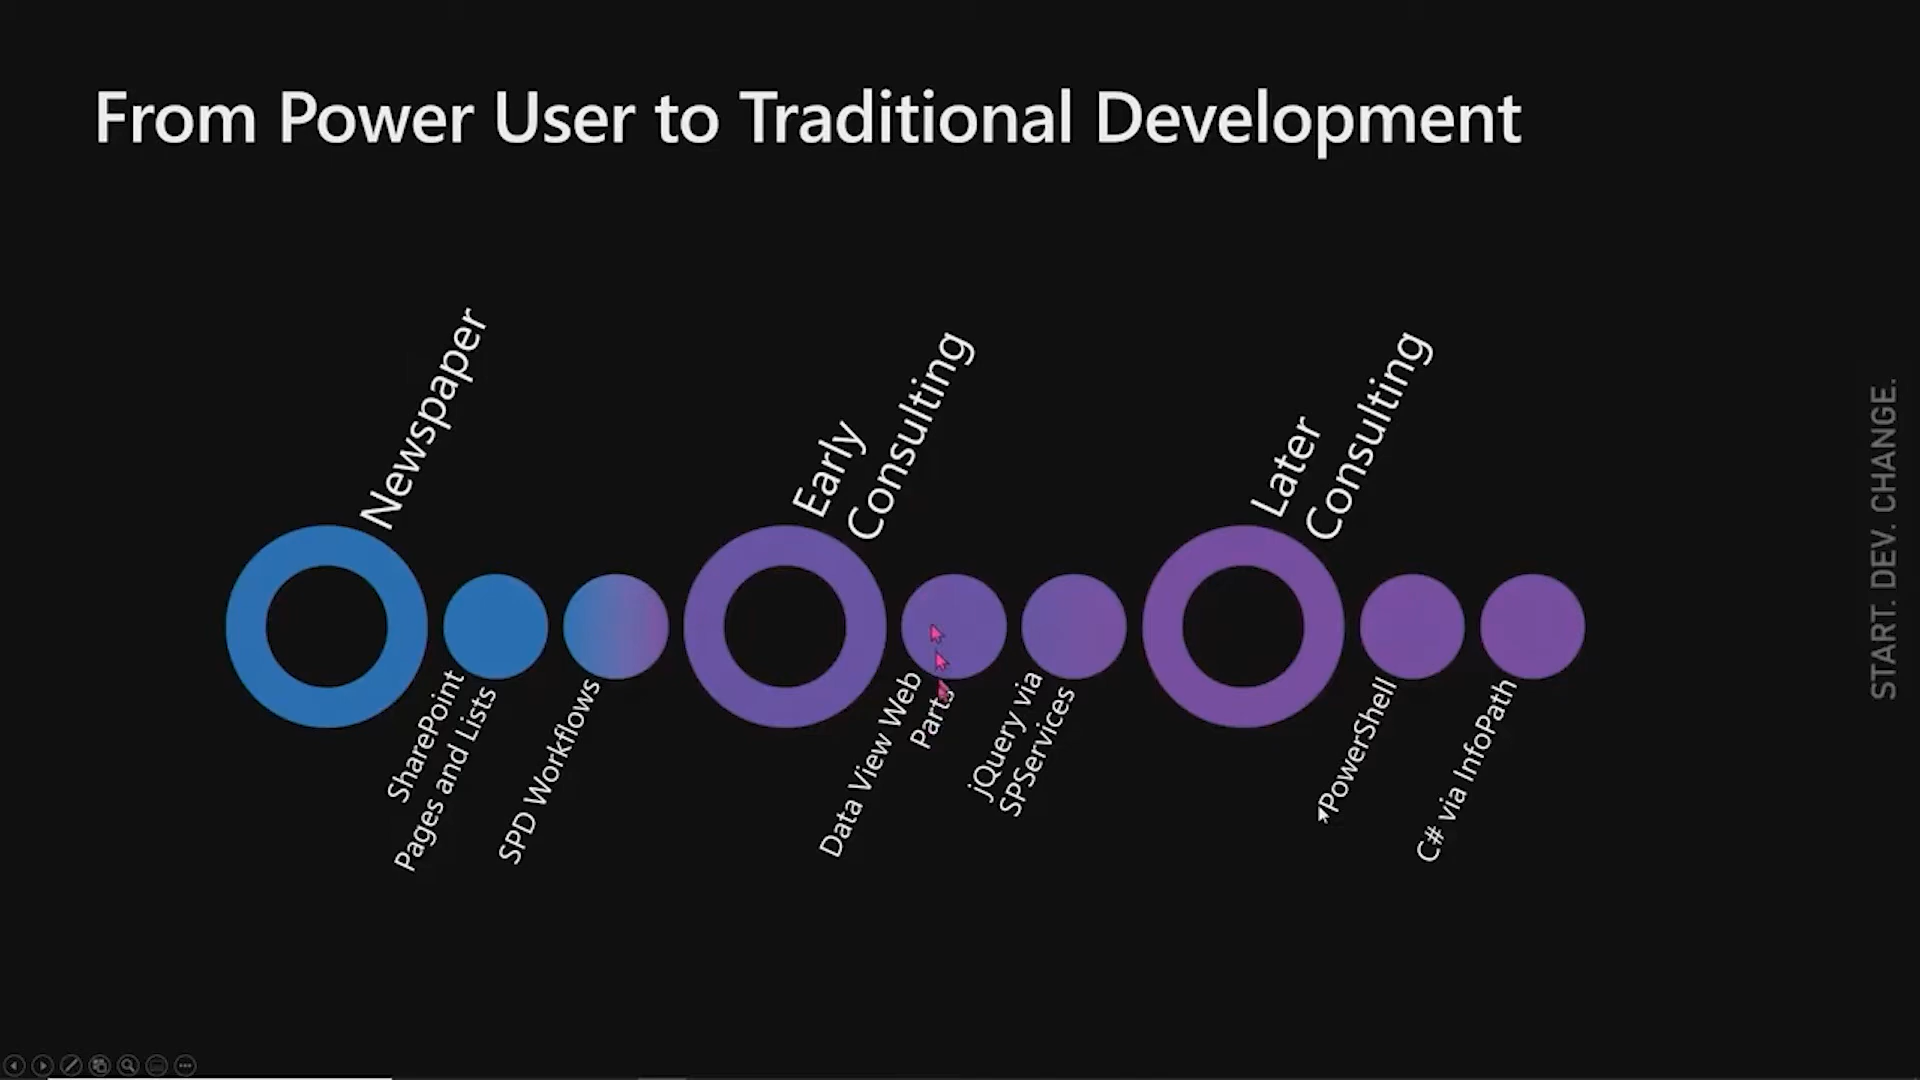 From Power User to Traditional Development
Newspaper
SharePoint
Pages and Lists
SPD Workflows
Early
Consulting
Data View Web
Parts
jQuery via
SPServices
Later
Consulting
PowerShell
C# via InfoPath
START. DEV. CHANGE.